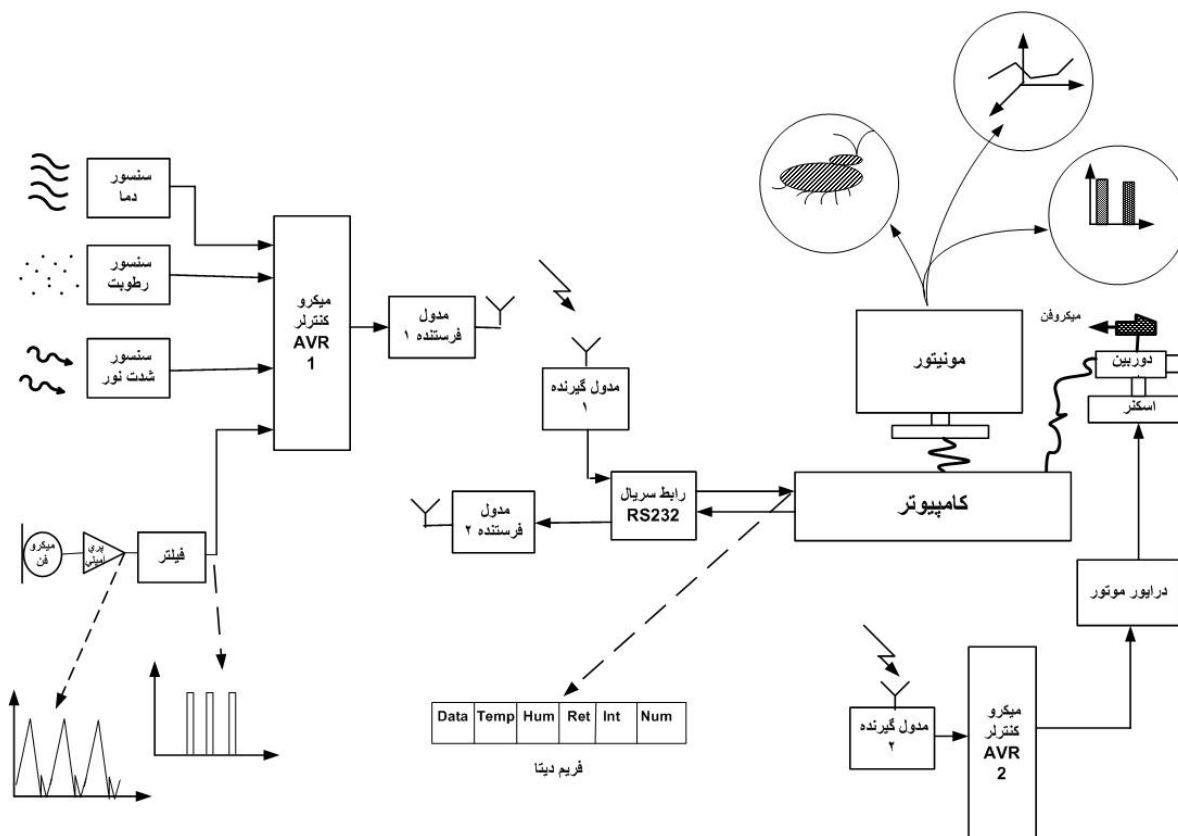 سنسور
دما
سنسور
رطوبت
سنسور
شدت نور
میکرو
کنترلر
AVR
1
مدول
فرستنده ۱
میکرو
فن
پری
امپلی
فیلتر
مدول گیرنده
۱
رابط سریال
RS232
مدول
فرستنده ۲
مونیتور
کامپیوتر
میکروفن
دوربین
اسکنر
درایور موتور
Data Temp Hum Ret Int Num
فریم دیتا
مدول گیرنده
۲
میکرو
کنترلر
AVR
2